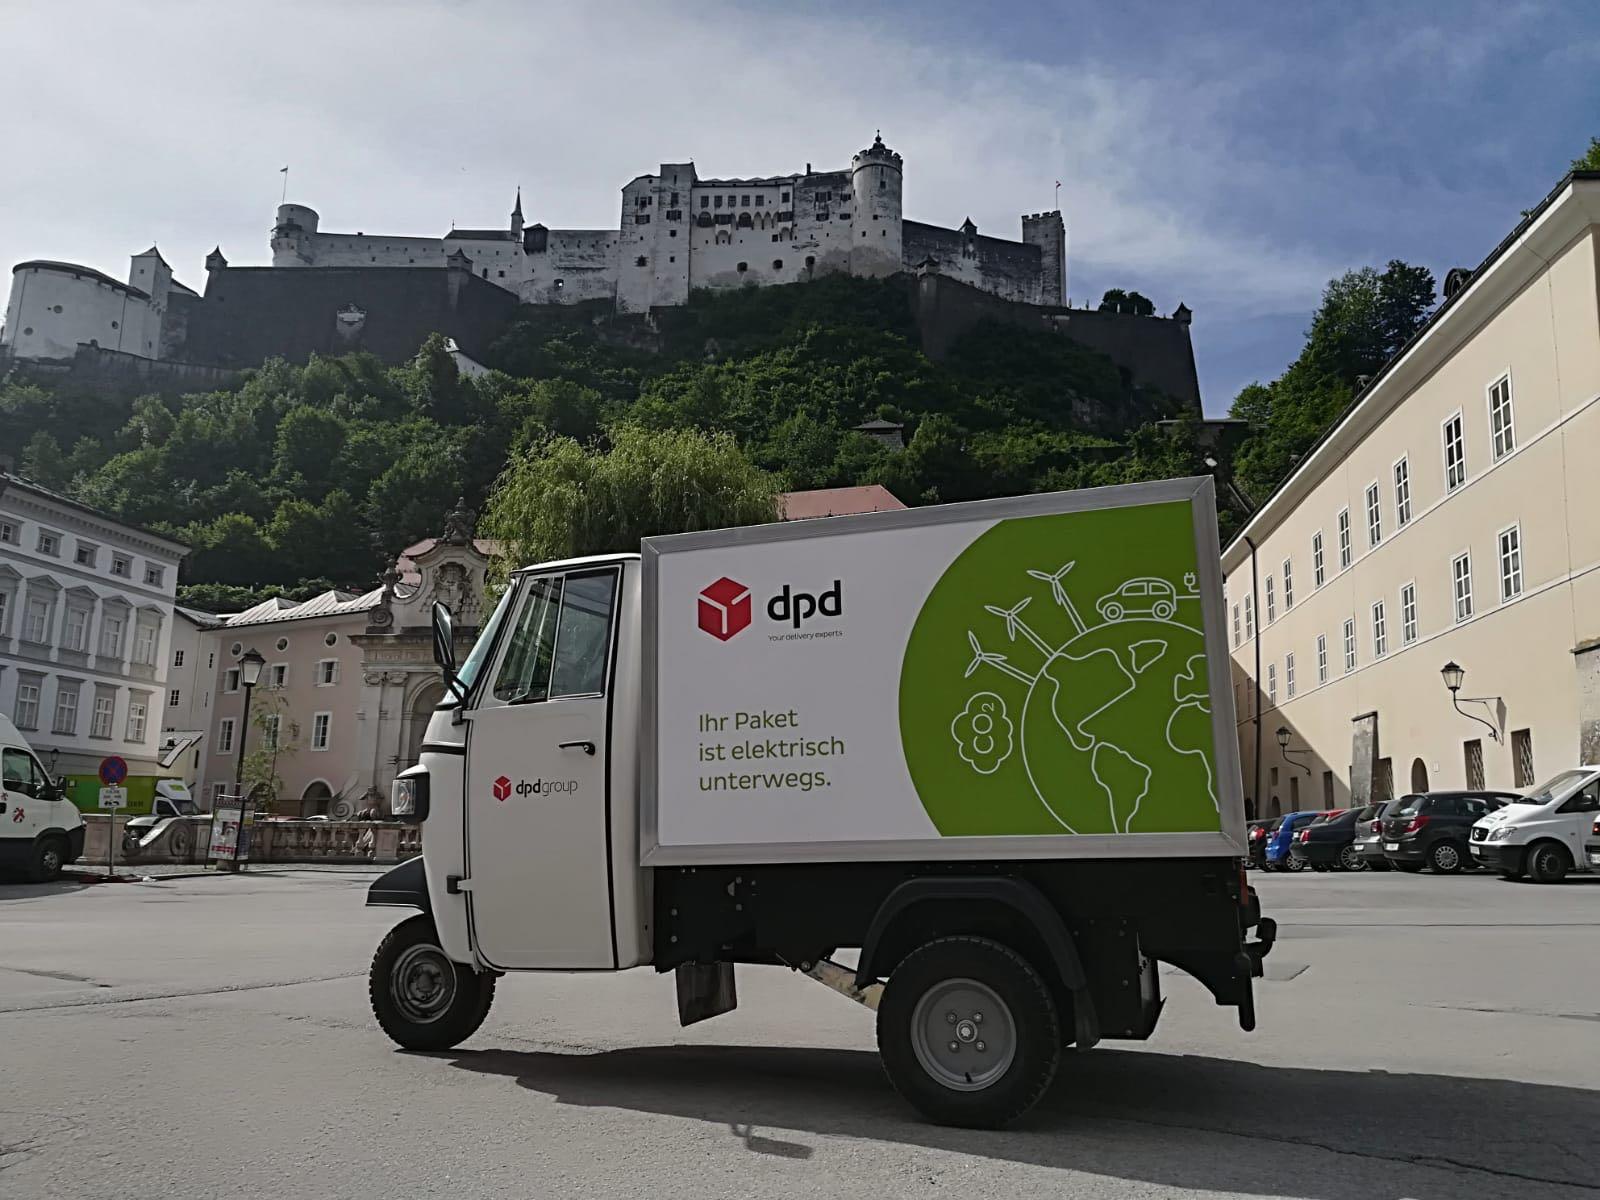 dpd
Your delivery experts
Ihr Paket
ist elektrisch
unterwegs.
CO2
dpdgroup